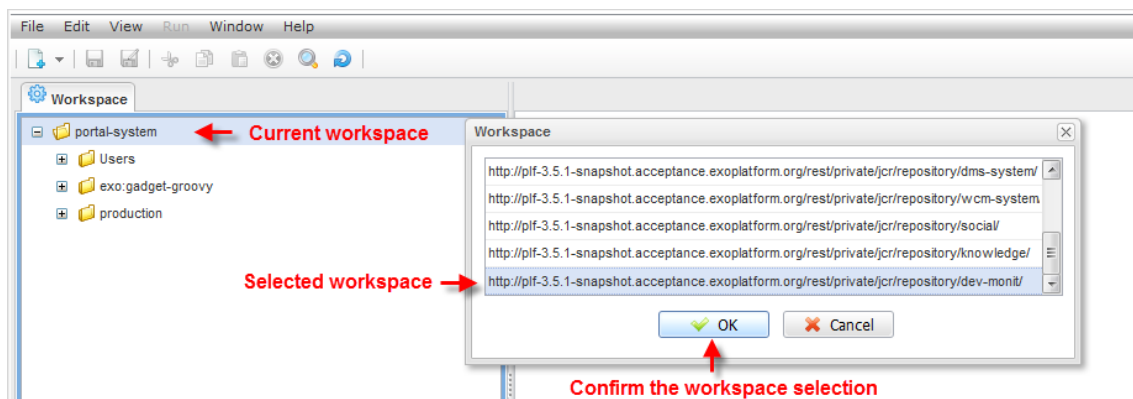 File Edit View Run Window Help
Workspace
portal-system
Current workspace
Users
exo:gadget-groovy
production
Workspace
http://plf-3.5.1-snapshot.acceptance.exoplatform.org/rest/private/jcr/repository/dms-system/
http://plf-3.5.1-snapshot.acceptance.exoplatform.org/rest/private/jcr/repository/wcm-system
http://plf-3.5.1-snapshot.acceptance.exoplatform.org/rest/private/jcr/repository/social/
http://plf-3.5.1-snapshot.acceptance.exoplatform.org/rest/private/jcr/repository/knowledge/
Selected workspace
http://plf-3.5.1-snapshot.acceptance.exoplatform.org/rest/private/jcr/repository/dev-monit/
OK Cancel
Confirm the workspace selection